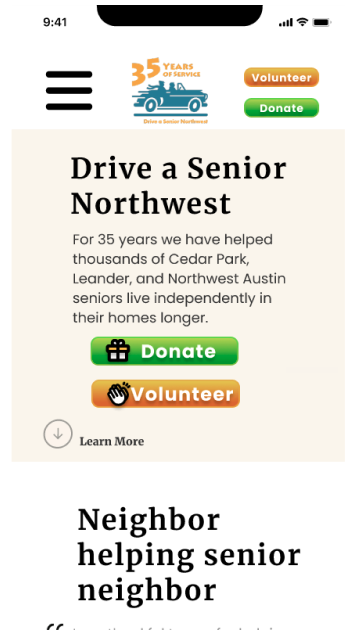 9:41
35 YEARS
OF SERVICE
Drive a Senior Northwest
Volunteer
Donate
Drive a Senior
Northwest
For 35 years we have helped
thousands of Cedar Park,
Leander, and Northwest Austin
seniors live independently in
their homes longer.
Donate
Volunteer
Learn More
Neighbor
helping senior
neighbor
“